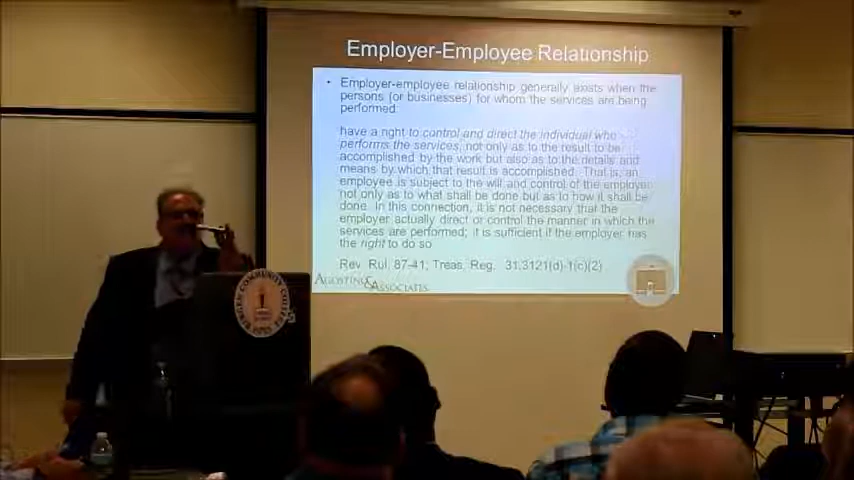 Employer-Employee Relationship
• Employer-employee relationship generally exists when the
persons (or businesses) for whom the services are being
performed:
have a right to control and direct the individual who
performs the services, not only as to the result to be
accomplished by the work but also as to the details and
means by which that result is accomplished. That is, an
employee is subject to the will and control of the employer
not only as to what shall be done but as to how it shall be
done. In this connection, it is not necessary that the
employer actually direct or control the manner in which the
services are performed; it is sufficient if the employer has
the right to do so
Rev. Rul. 87-41; Treas. Reg. 31.3121(d)-1(c)(2)
AGOSTINO & ASSOCIATES
BERGEN COMMUNITY COLLEGE